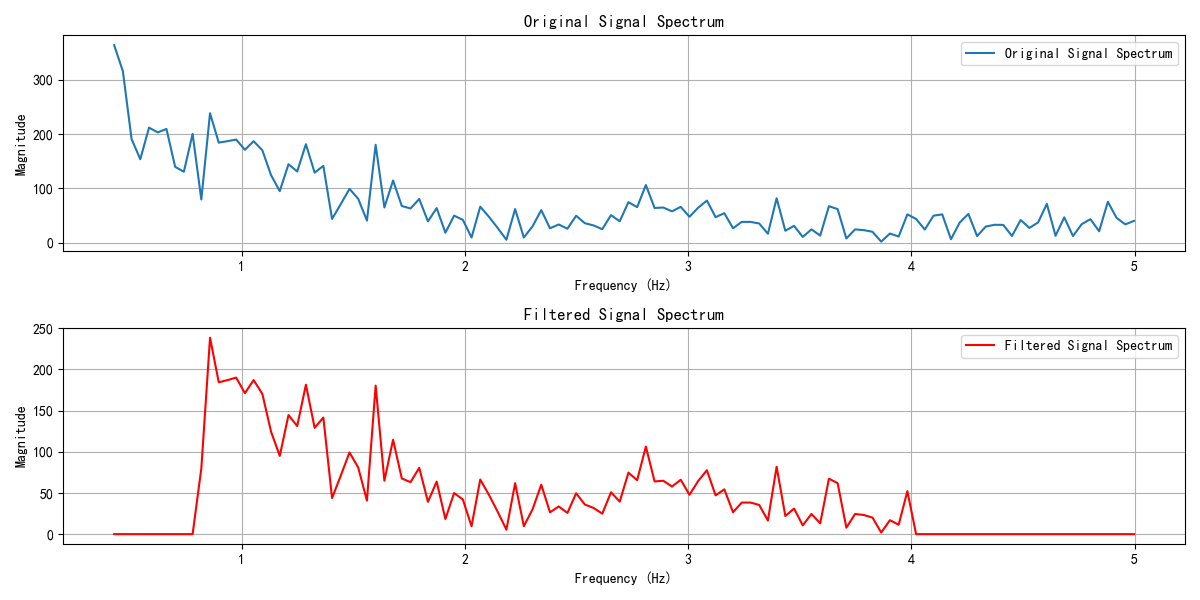 Original Signal Spectrum
Original Signal Spectrum
300
200
100
0
Magnitude
1 2 3 4 5
Frequency (Hz)
Filtered Signal Spectrum
Filtered Signal Spectrum
250
200
150
100
50
0
Magnitude
1 2 3 4 5
Frequency (Hz)